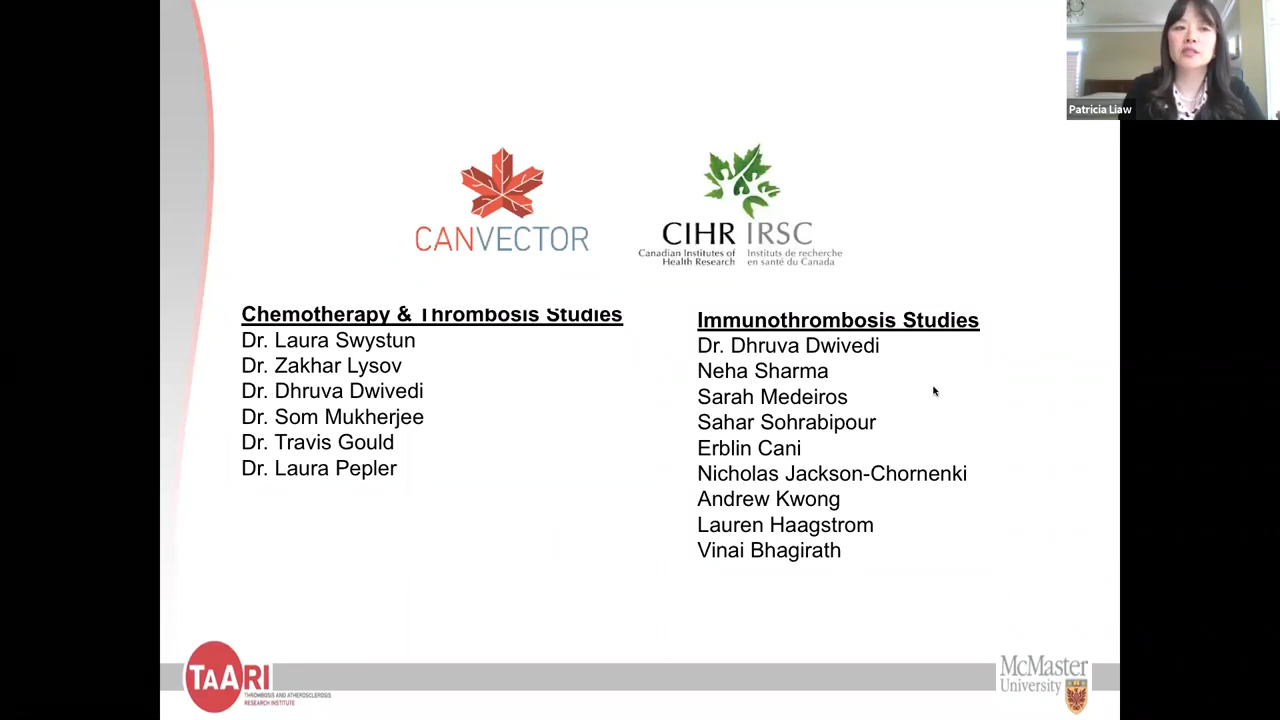 Patricia Liaw
CANVECTOR
CIHR IRSC
Canadian Institutes of Health Research
Instituts de recherche en santé du Canada
Chemotherapy & Thrombosis Studies
Dr. Laura Swystun
Dr. Zakhar Lysov
Dr. Dhruva Dwivedi
Dr. Som Mukherjee
Dr. Travis Gould
Dr. Laura Pepler
Immunothrombosis Studies
Dr. Dhruva Dwivedi
Neha Sharma
Sarah Medeiros
Sahar Sohrabipour
Erblin Cani
Nicholas Jackson-Chornenki
Andrew Kwong
Lauren Haagstrom
Vinai Bhagirath
TAARI
THROMBOSIS AND ATHEROSCLEROSIS
RESEARCH INSTITUTE
McMaster
University